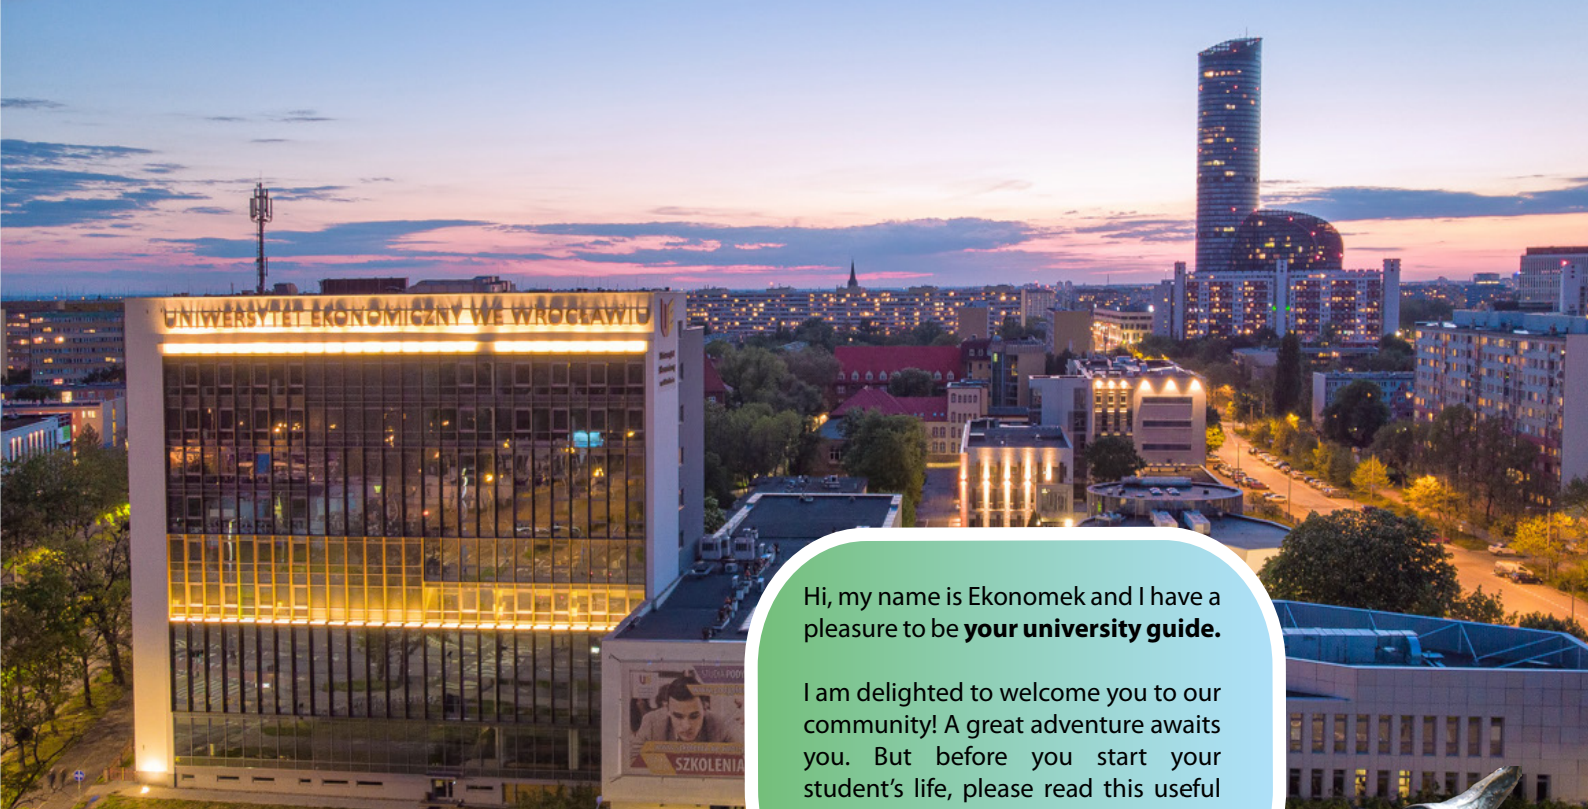 UNIWERSYTET EKONOMICZNY WE WROCŁAWIU
SZKOLENIA
Hi, my name is Ekonomek and I have a
pleasure to be your university guide.
I am delighted to welcome you to our
community! A great adventure awaits
you. But before you start your
student's life, please read this useful